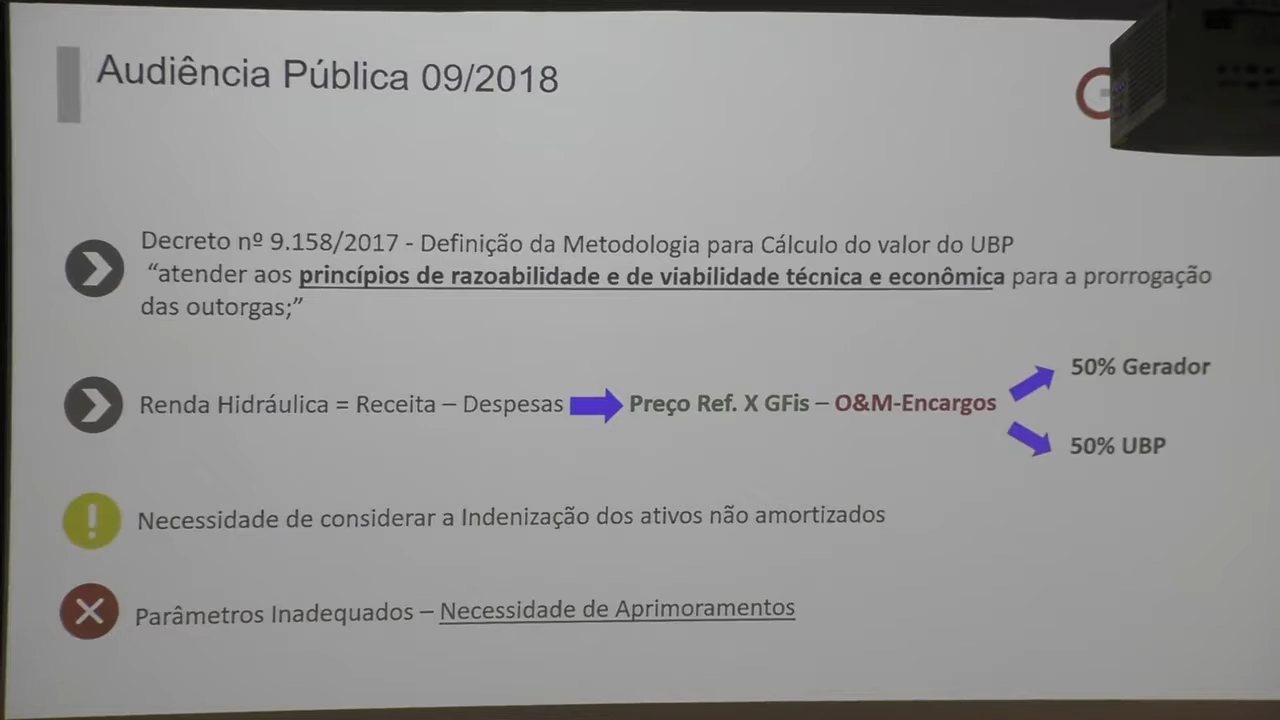 Audiência Pública 09/2018
Decreto nº 9.158/2017 - Definição da Metodologia para Cálculo do valor do UBP
“atender aos princípios de razoabilidade e de viabilidade técnica e econômica para a prorrogação
das outorgas;”
Renda Hidráulica = Receita – Despesas Preço Ref. X GFis – O&M-Encargos
50% Gerador
50% UBP
Necessidade de considerar a Indenização dos ativos não amortizados
Parâmetros Inadequados – Necessidade de Aprimoramentos